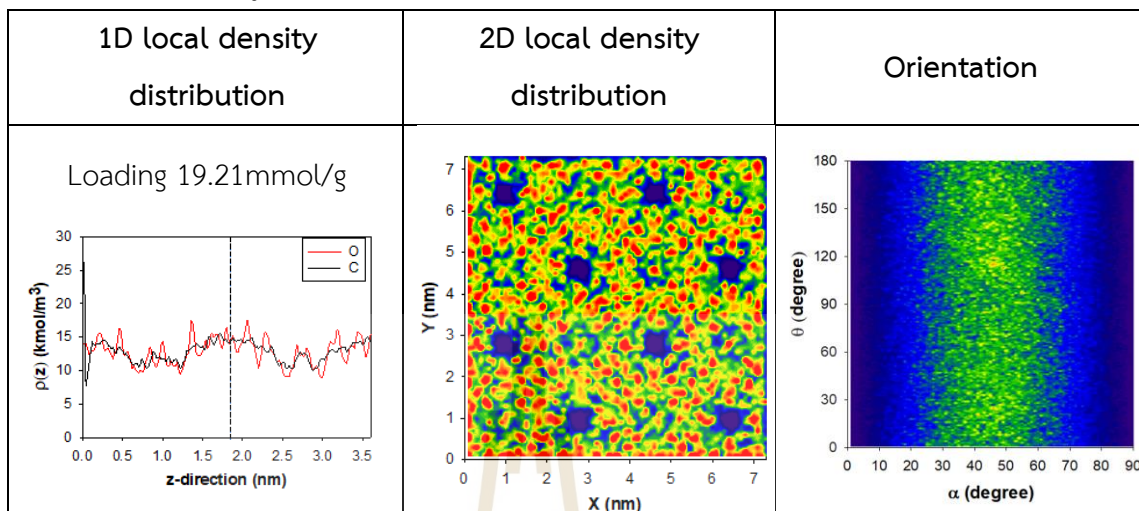 1D local density
distribution
2D local density
distribution
Orientation
Loading 19.21mmol/g
30
25
20
15
10
5
0
O
C
ρ(z) (kmol/m³)
0.0 0.5 1.0 1.5 2.0 2.5 3.0 3.5
z-direction (nm)
7
6
5
4
3
2
1
0
Y (nm)
1 2 3 4 5 6 7
X (nm)
180
150
120
90
60
30
0
θ (degree)
0 10 20 30 40 50 60 70 80 90
α (degree)